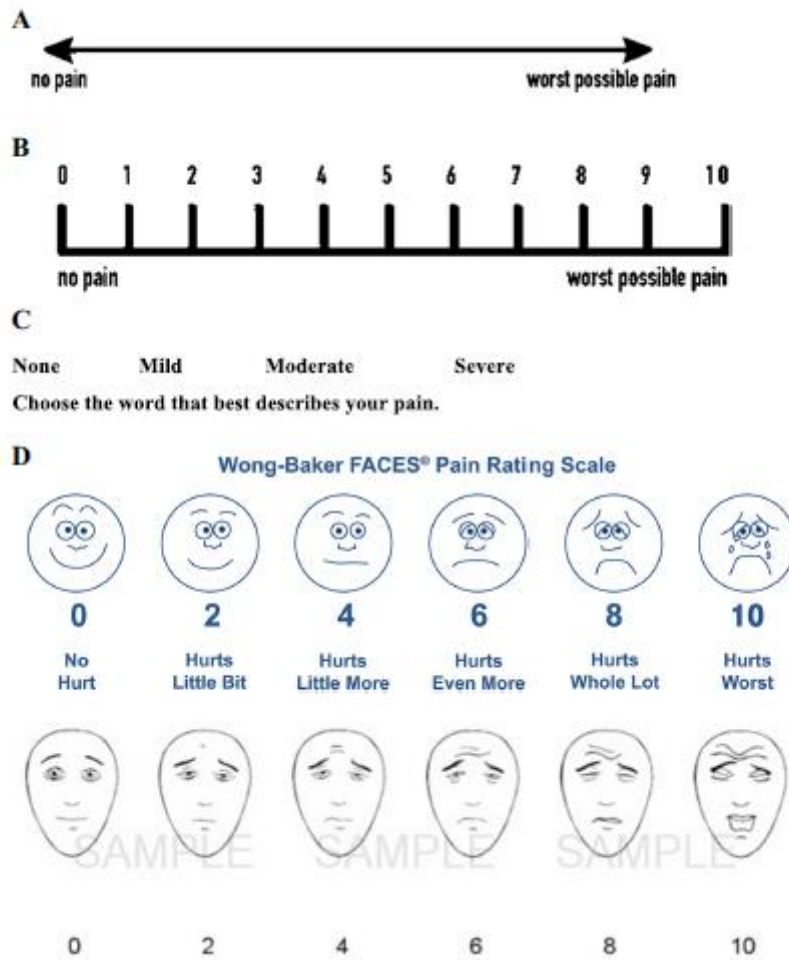 A
no pain worst possible pain
B
0 1 2 3 4 5 6 7 8 9 10
no pain worst possible pain
C
None Mild Moderate Severe
Choose the word that best describes your pain.
D
Wong-Baker FACES® Pain Rating Scale
0 2 4 6 8 10
No Hurts Hurts Hurts Hurts Hurts
Hurt Little Bit Little More Even More Whole Lot Worst
SAMPLE SAMPLE SAMPLE
0 2 4 6 8 10